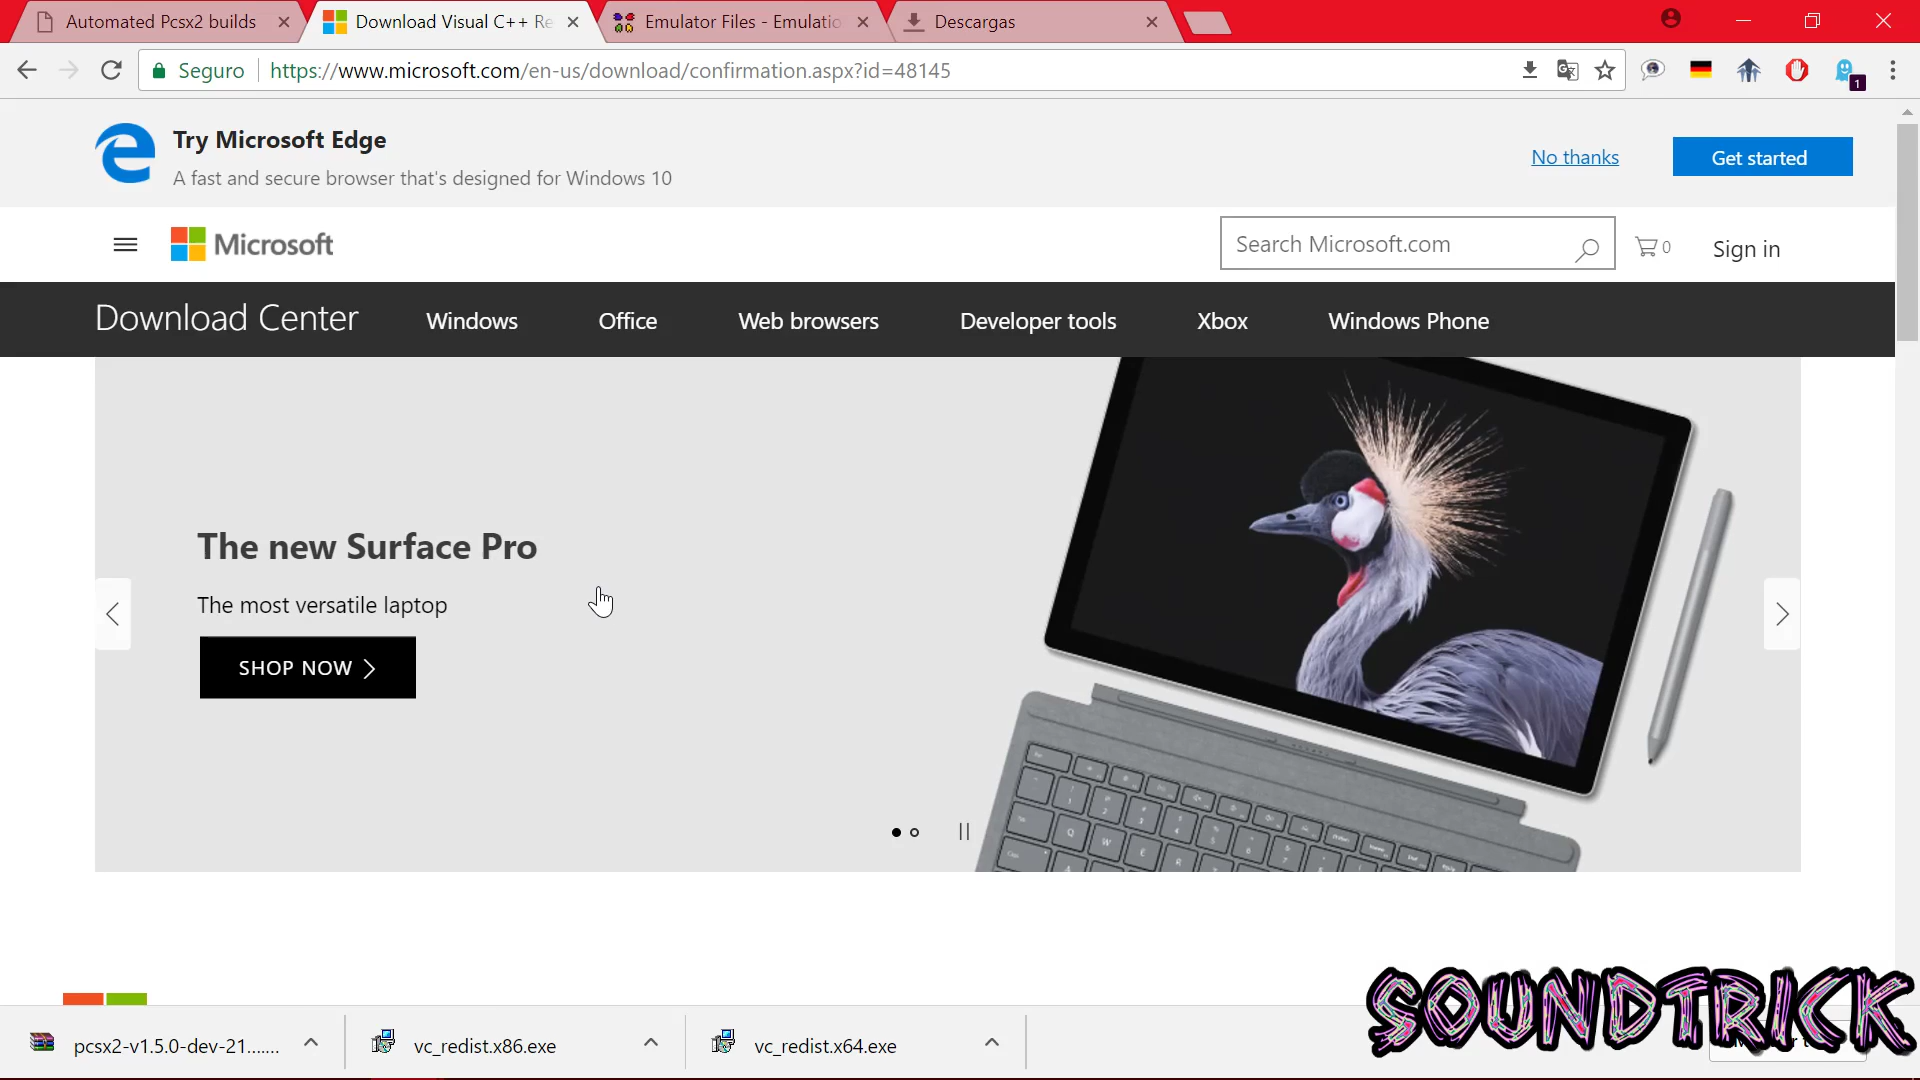 Automated Pcsx2 builds
Download Visual C++ Re
Emulator Files - Emulatio
Descargas
Seguro
https://www.microsoft.com/en-us/download/confirmation.aspx?id=48145
1
Try Microsoft Edge
A fast and secure browser that's designed for Windows 10
No thanks
Get started
Microsoft
Search Microsoft.com
0
Sign in
Download Center
Windows
Office
Web browsers
Developer tools
Xbox
Windows Phone
The new Surface Pro
The most versatile laptop
SHOP NOW
SOUNDTRICK
pcsx2-v1.5.0-dev-21.......
vc_redist.x86.exe
vc_redist.x64.exe